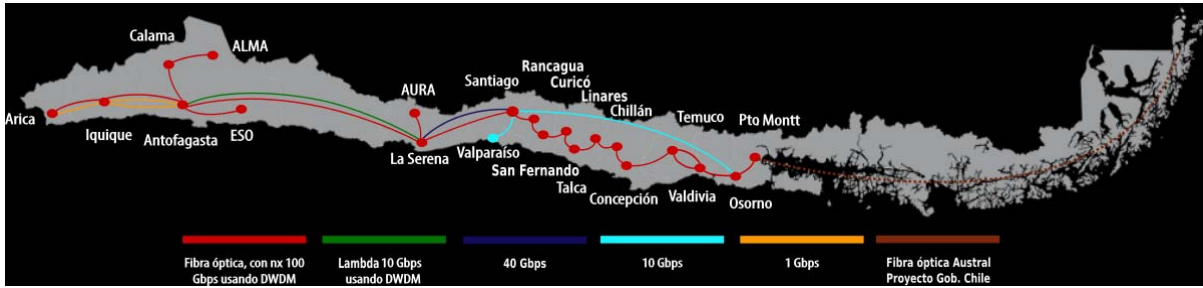 Calama
ALMA
Arica
Iquique
Antofagasta
ESO
AURA
La Serena
Santiago
Valparaíso
Rancagua
Curicó
Linares
Chillán
San Fernando
Talca
Concepción
Temuco
Valdivia
Osorno
Pto Montt
Fibra óptica, con nx 100
Gbps usando DWDM
Lambda 10 Gbps
usando DWDM
40 Gbps
10 Gbps
1 Gbps
Fibra óptica Austral
Proyecto Gob. Chile